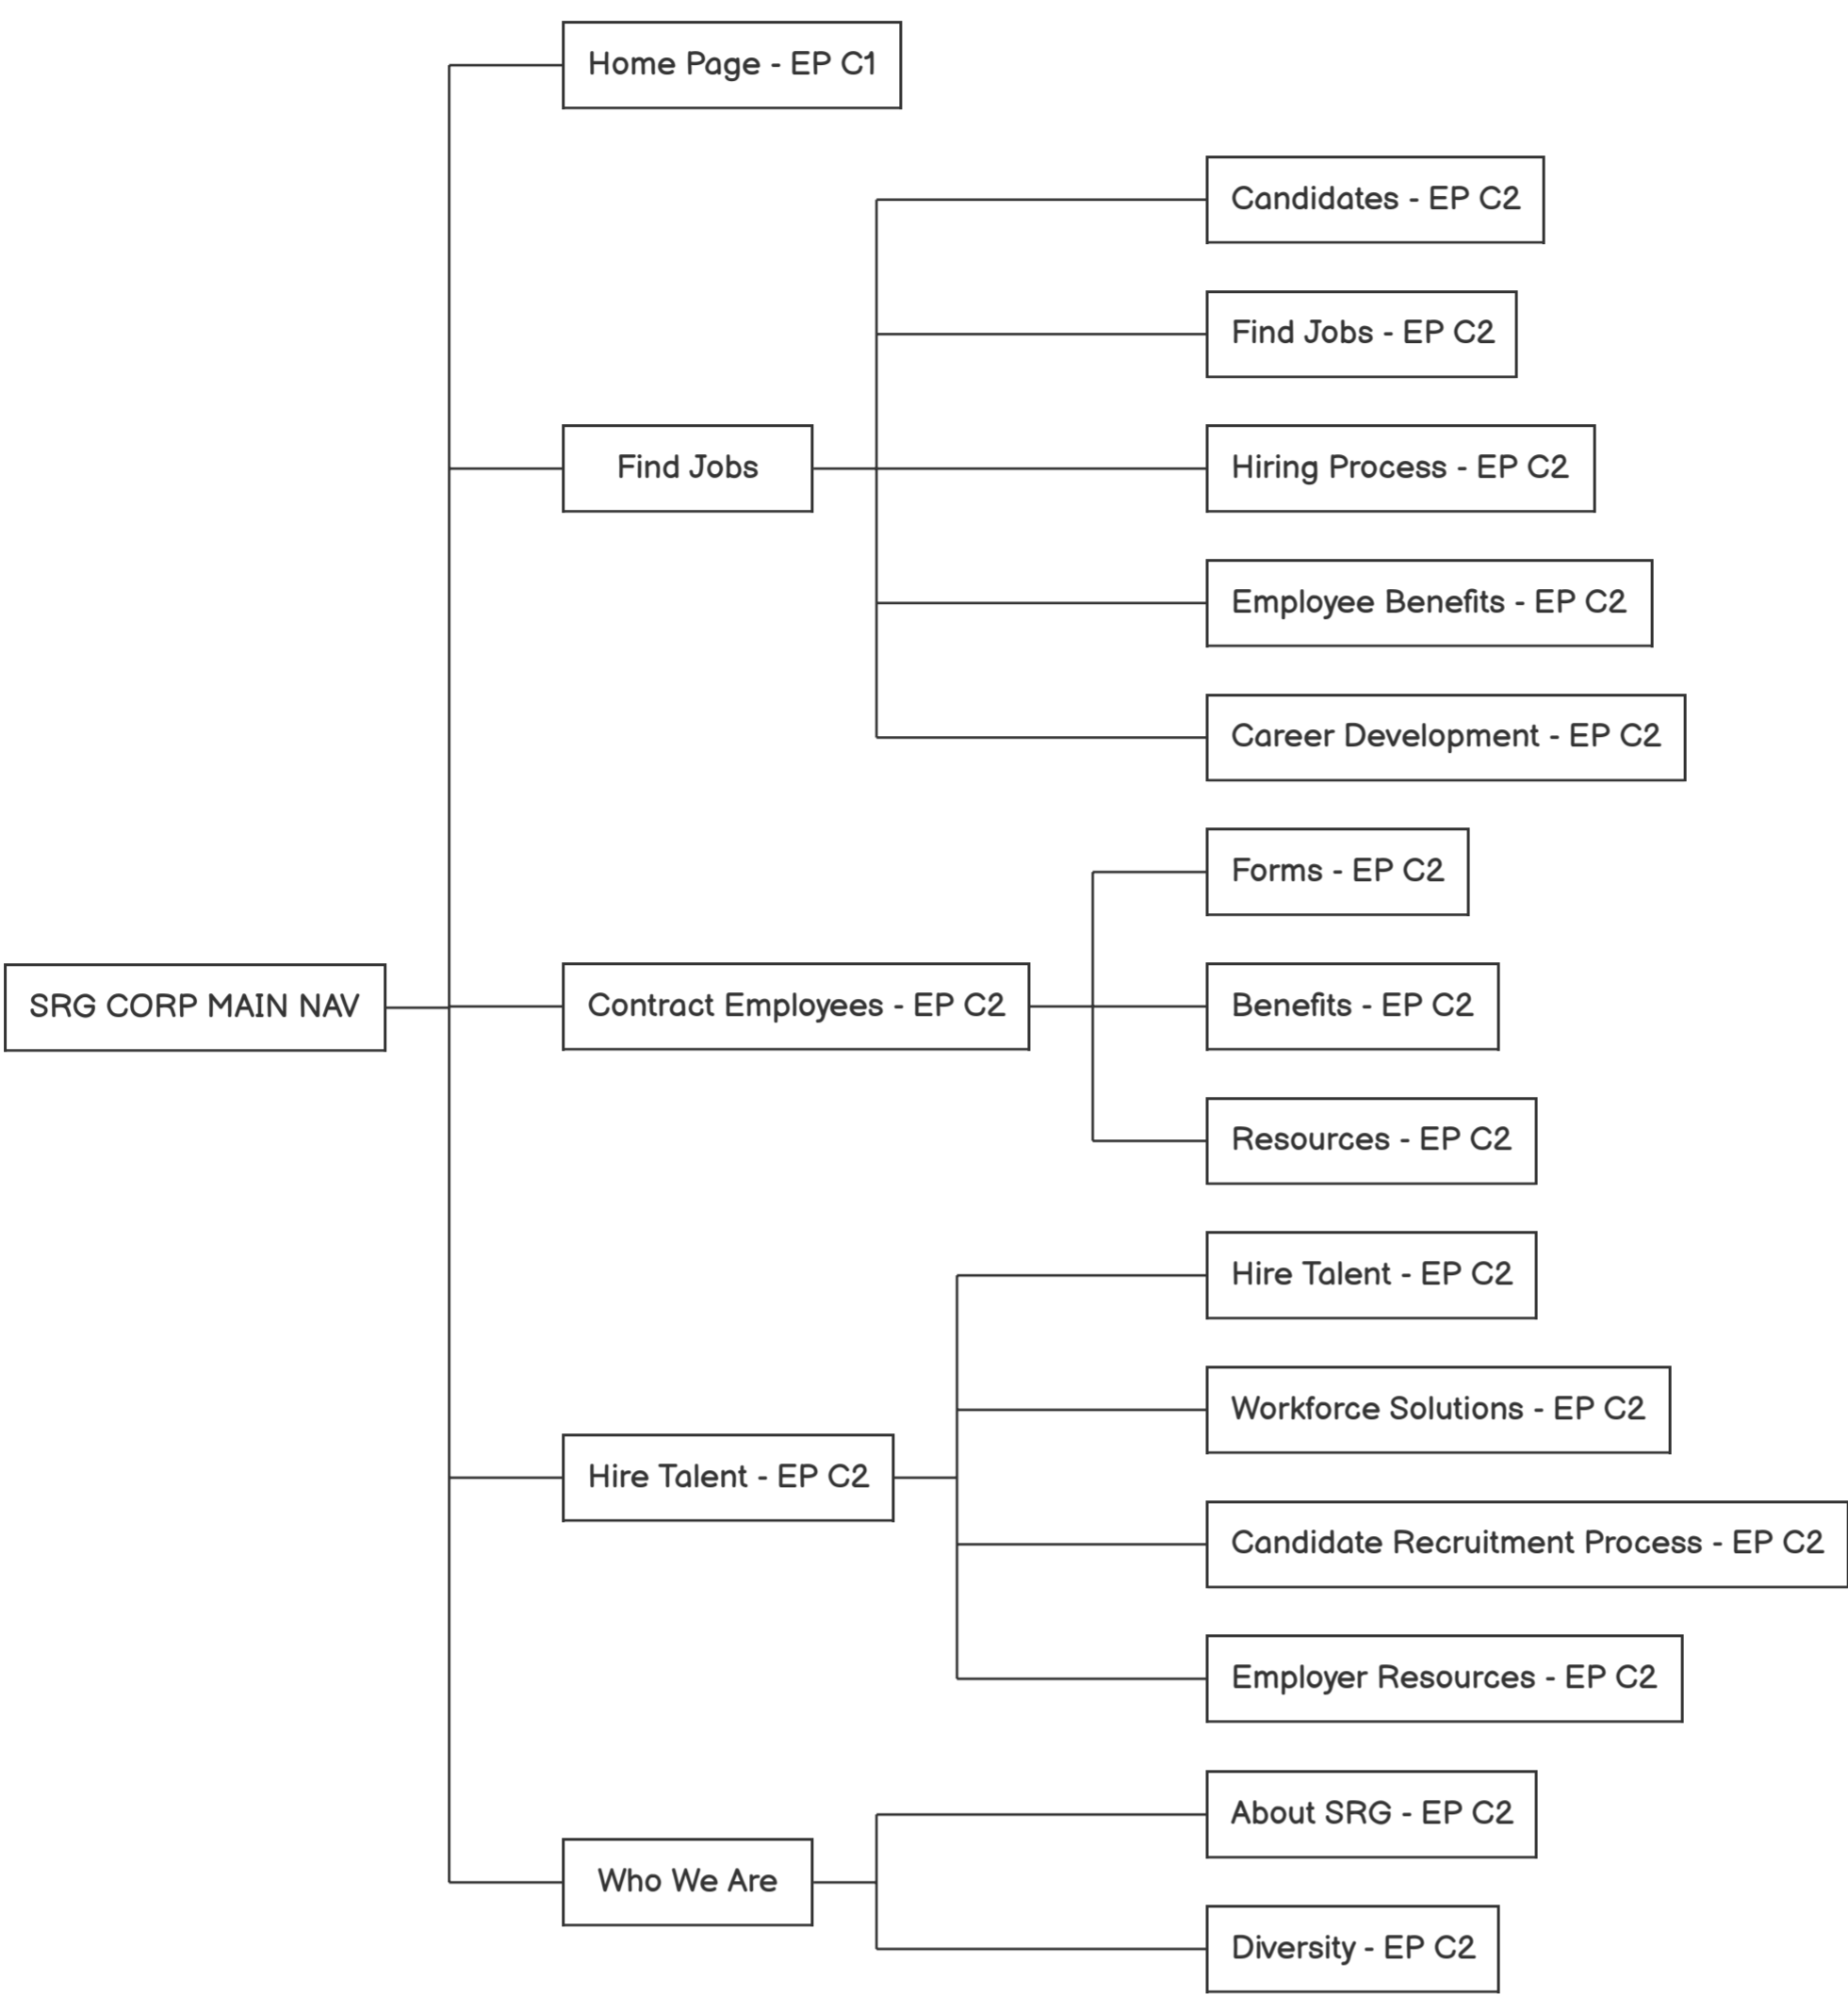 Home Page - EP C1
Candidates - EP C2
Find Jobs - EP C2
Find Jobs
Hiring Process - EP C2
Employee Benefits - EP C2
Career Development - EP C2
Forms - EP C2
SRG CORP MAIN NAV
Contract Employees - EP C2
Benefits - EP C2
Resources - EP C2
Hire Talent - EP C2
Workforce Solutions - EP C2
Hire Talent - EP C2
Candidate Recruitment Process - EP C2
Employer Resources - EP C2
About SRG - EP C2
Who We Are
Diversity - EP C2